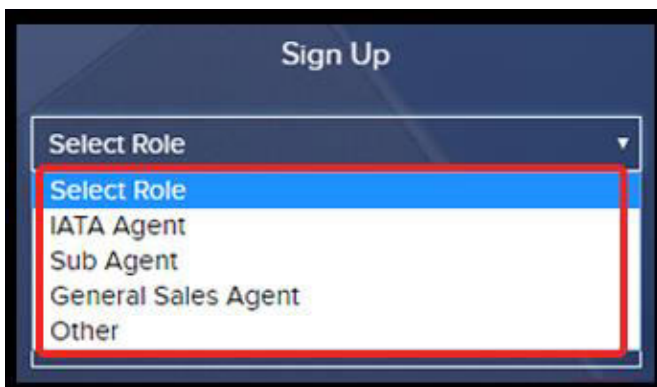 Sign Up
Select Role
Select Role
IATA Agent
Sub Agent
General Sales Agent
Other